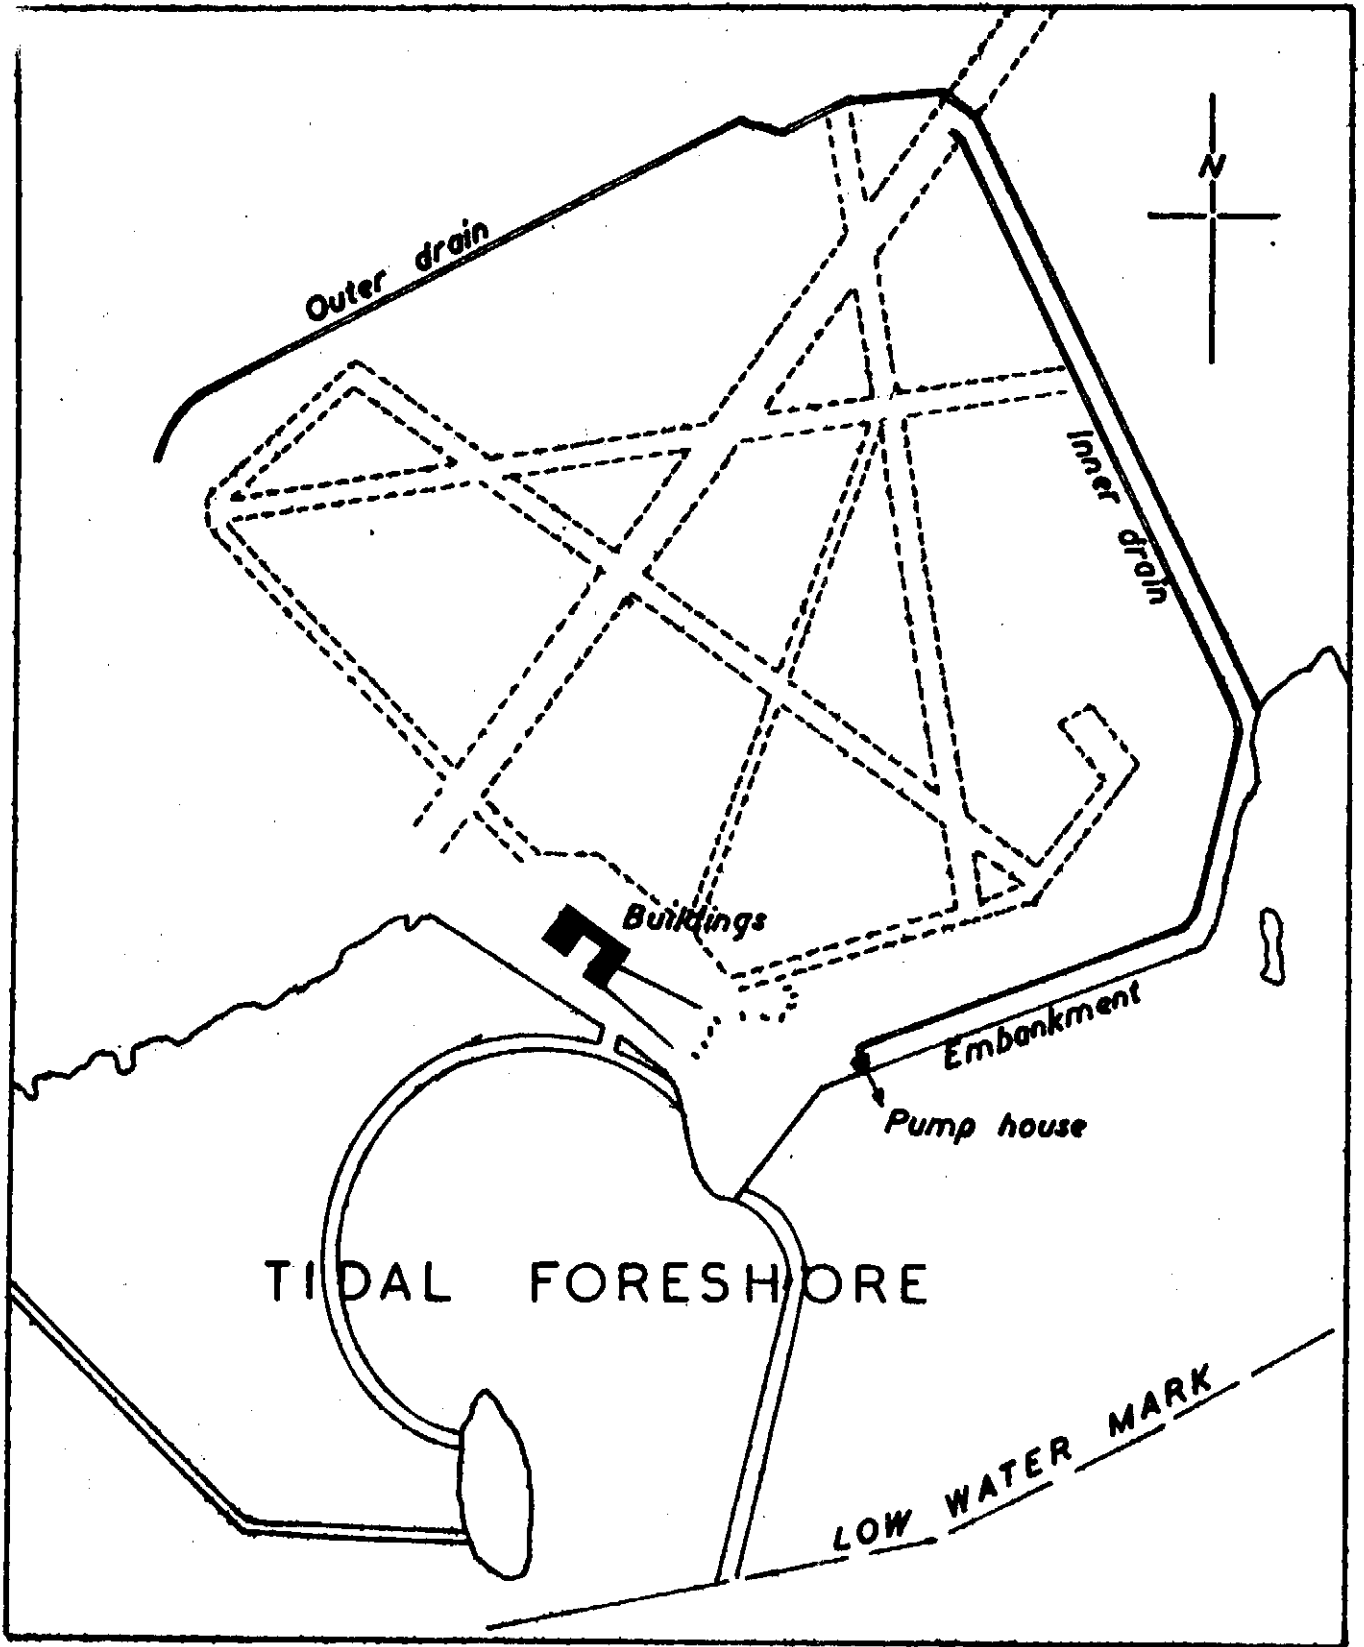 N
Outer drain
Inner drain
Buildings
Embankment
Pump house
TIDAL FORESHORE
LOW WATER MARK